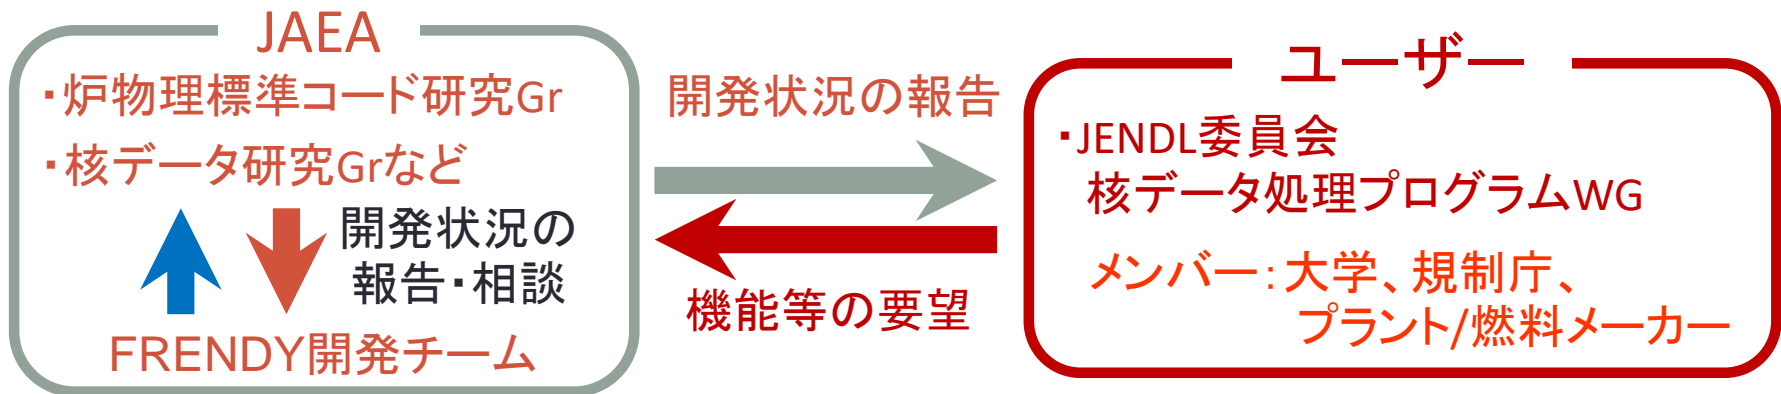 JAEA
・炉物理標準コード研究Gr
・核データ研究Grなど
開発状況の
報告・相談
FRENDY開発チーム
開発状況の報告
機能等の要望
ユーザー
・JENDL委員会
核データ処理プログラムWG
メンバー：大学、規制庁、
プラント/燃料メーカー